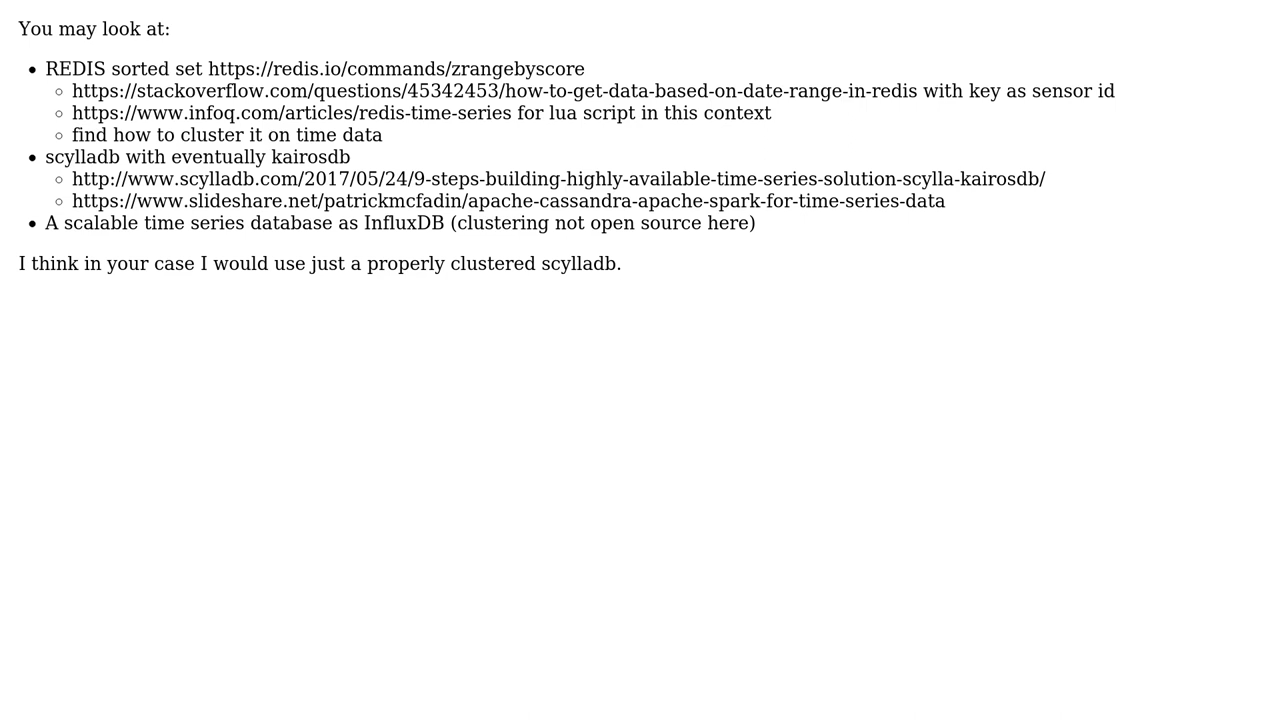 You may look at:
REDIS sorted set https://redis.io/commands/zrangebyscore
https://stackoverflow.com/questions/45342453/how-to-get-data-based-on-date-range-in-redis with key as sensor id
https://www.infoq.com/articles/redis-time-series for lua script in this context
find how to cluster it on time data
scylladb with eventually kairosdb
http://www.scylladb.com/2017/05/24/9-steps-building-highly-available-time-series-solution-scylla-kairosdb/
https://www.slideshare.net/patrickmcfadin/apache-cassandra-apache-spark-for-time-series-data
A scalable time series database as InfluxDB (clustering not open source here)
I think in your case I would use just a properly clustered scylladb.